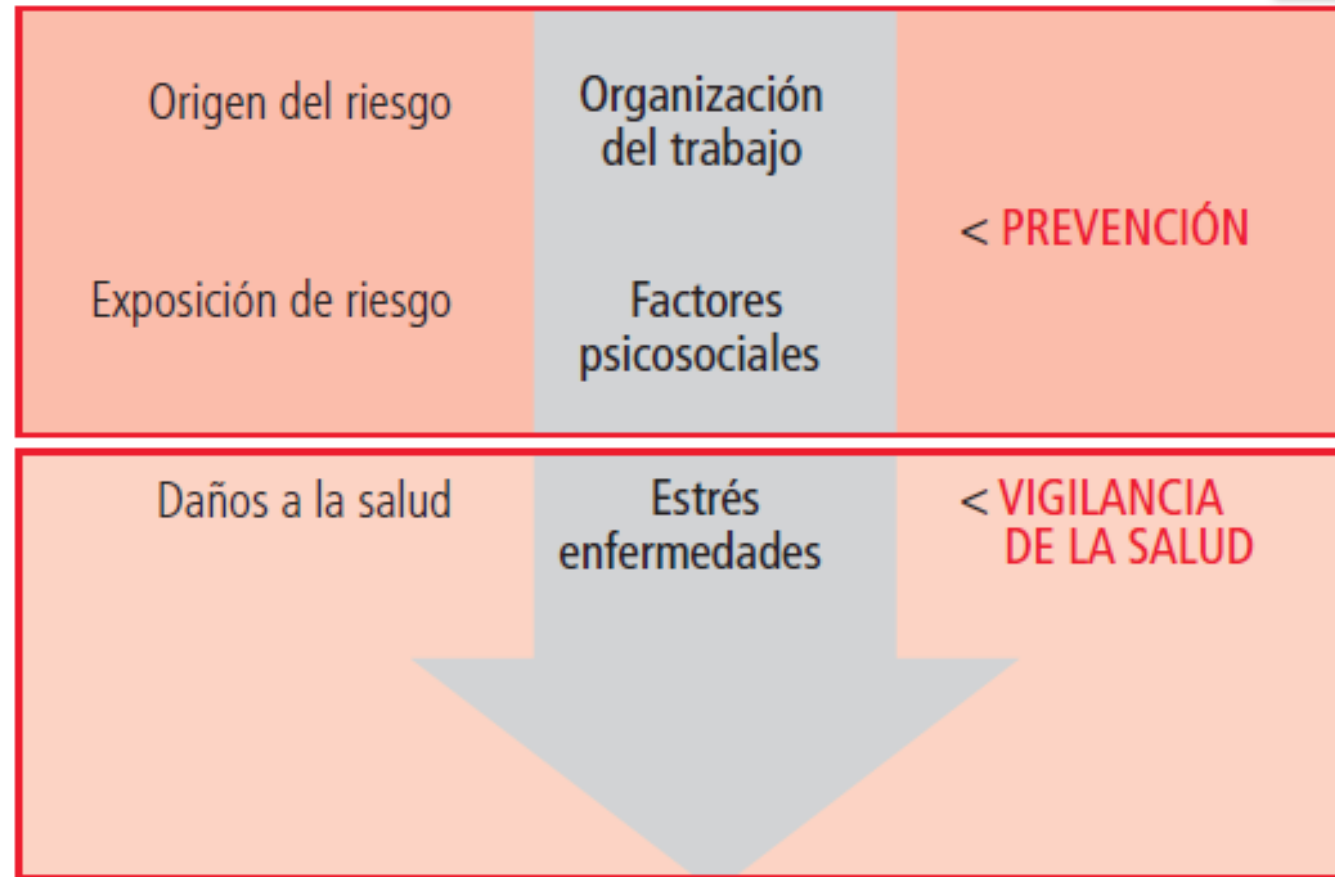 Origen del riesgo
Organización
del trabajo
< PREVENCIÓN
Exposición de riesgo
Factores
psicosociales
Daños a la salud
Estrés
enfermedades
< VIGILANCIA
DE LA SALUD